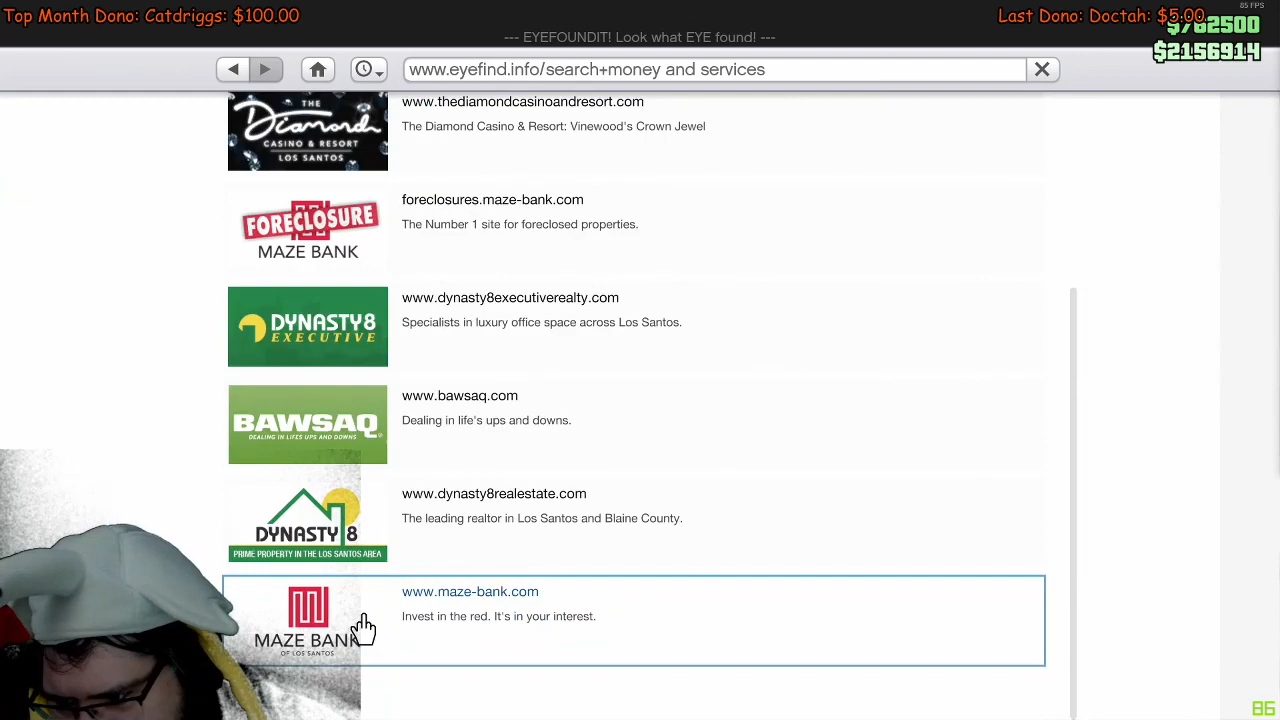 Top Month Dono: Catdriggs: $100.00
Last Dono: Doctah: $5.00
85 FPS
--- EYEFOUNDIT! Look what EYE found! ---
$2156914
www.eyefind.info/search+money and services
THE
Diamond
CASINO & RESORT
LOS SANTOS
www.thediamondcasinoandresort.com
The Diamond Casino & Resort: Vinewood's Crown Jewel
FORECLOSURE
MAZE BANK
foreclosures.maze-bank.com
The Number 1 site for foreclosed properties.
DYNASTY8
EXECUTIVE
www.dynasty8executiverealty.com
Specialists in luxury office space across Los Santos.
BAWSAQ
DEALING IN LIFE'S UPS AND DOWNS
www.bawsaq.com
Dealing in life's ups and downs.
DYNASTY 8
PRIME PROPERTY IN THE LOS SANTOS AREA
www.dynasty8realestate.com
The leading realtor in Los Santos and Blaine County.
MAZE BANK
OF LOS SANTOS
www.maze-bank.com
Invest in the red. It's in your interest.
86